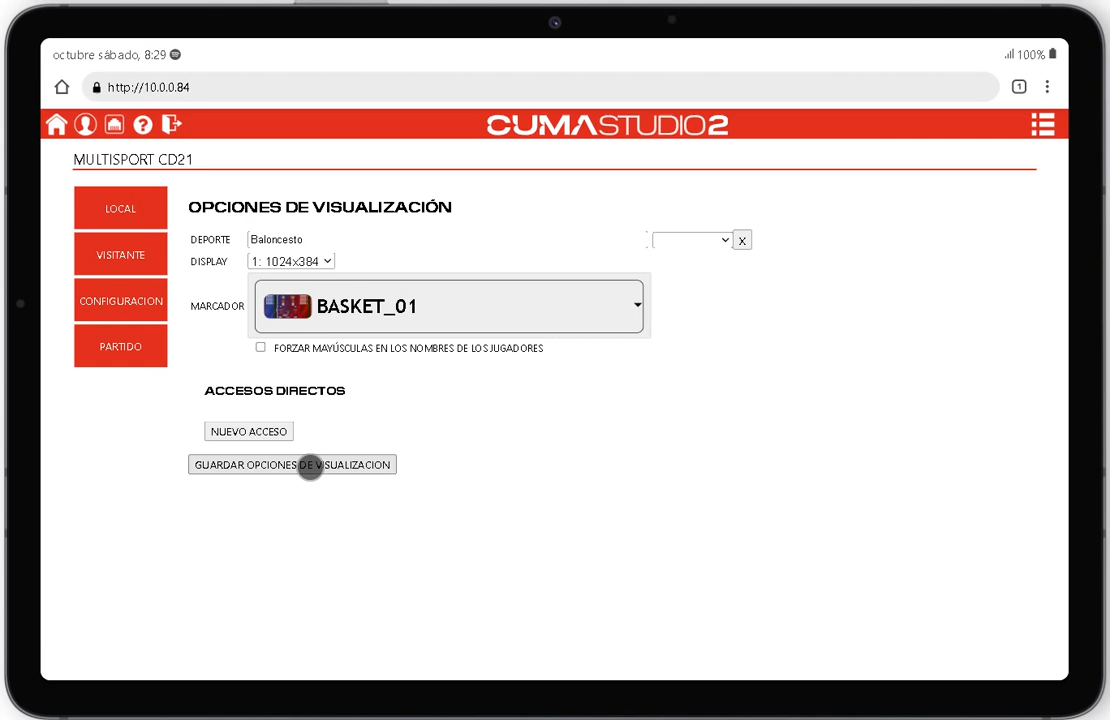 octubre sábado, 8:29
100%
http://10.0.0.84
1
CUMASTUDIO2
MULTISPORT CD21
LOCAL
VISITANTE
CONFIGURACION
PARTIDO
OPCIONES DE VISUALIZACIÓN
DEPORTE Baloncesto X
DISPLAY 1: 1024x384
MARCADOR BASKET_01
FORZAR MAYÚSCULAS EN LOS NOMBRES DE LOS JUGADORES
ACCESOS DIRECTOS
NUEVO ACCESO
GUARDAR OPCIONES DE VISUALIZACION